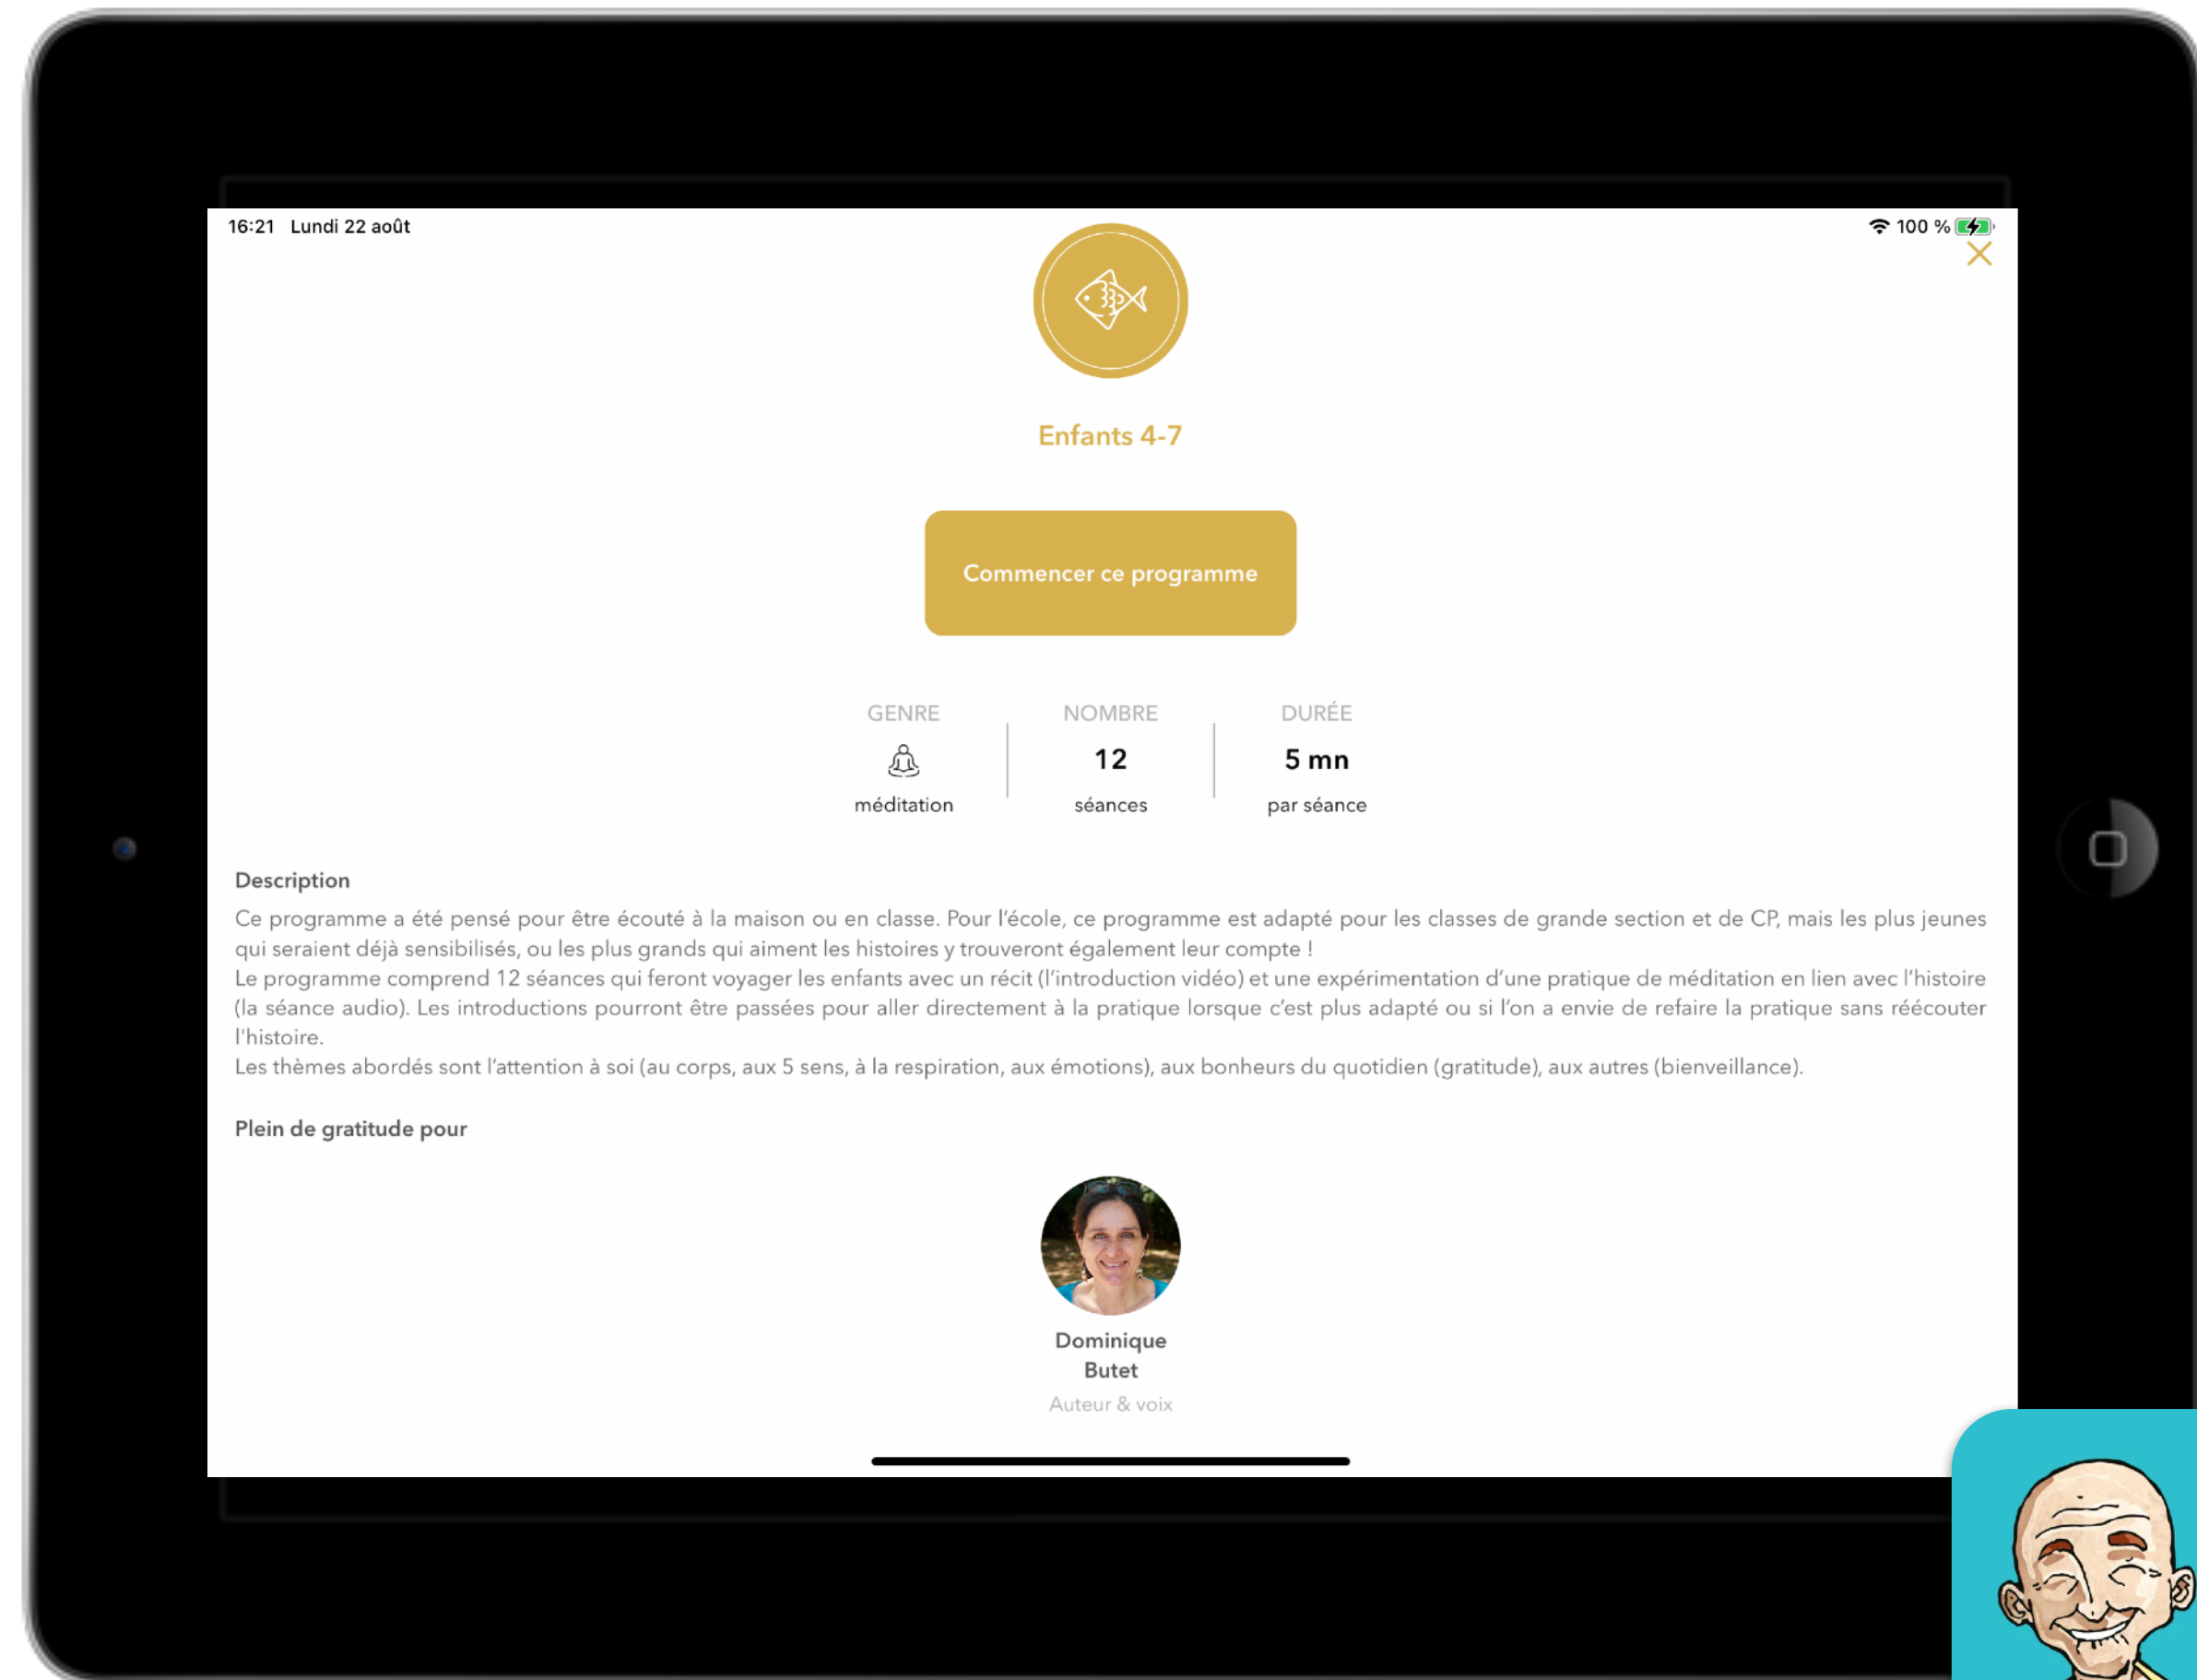 16:21 Lundi 22 août
100 %
Enfants 4-7
Commencer ce programme
GENRE NOMBRE DURÉE
12 5 mn
méditation séances par séance
Description
Ce programme a été pensé pour être écouté à la maison ou en classe. Pour l'école, ce programme est adapté pour les classes de grande section et de CP, mais les plus jeunes
qui seraient déjà sensibilisés, ou les plus grands qui aiment les histoires y trouveront également leur compte !
Le programme comprend 12 séances qui feront voyager les enfants avec un récit (l'introduction vidéo) et une expérimentation d'une pratique de méditation en lien avec l'histoire
(la séance audio). Les introductions pourront être passées pour aller directement à la pratique lorsque c'est plus adapté ou si l'on a envie de refaire la pratique sans réécouter
l'histoire.
Les thèmes abordés sont l'attention à soi (au corps, aux 5 sens, à la respiration, aux émotions), aux bonheurs du quotidien (gratitude), aux autres (bienveillance).
Plein de gratitude pour
Dominique
Butet
Auteur & voix